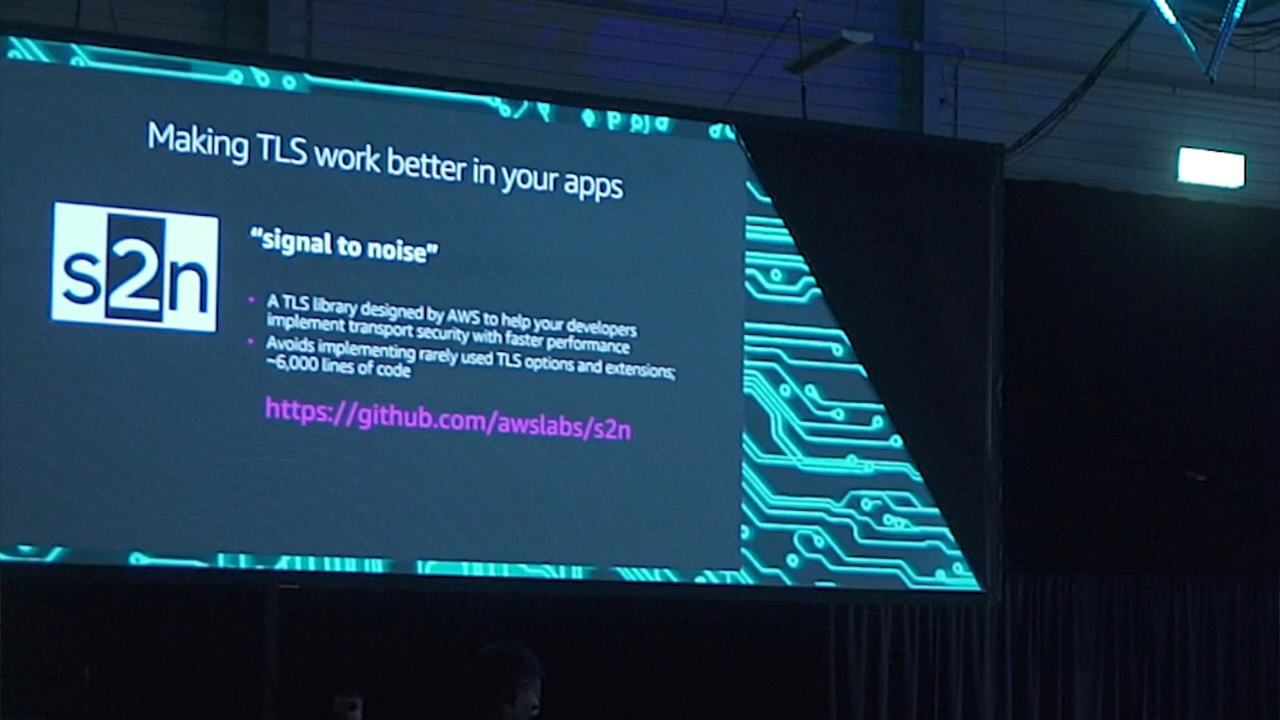 Making TLS work better in your apps
s2n
“signal to noise”
• A TLS library designed by AWS to help your developers
implement transport security with faster performance
• Avoids implementing rarely used TLS options and extensions;
~6,000 lines of code
https://github.com/awslabs/s2n